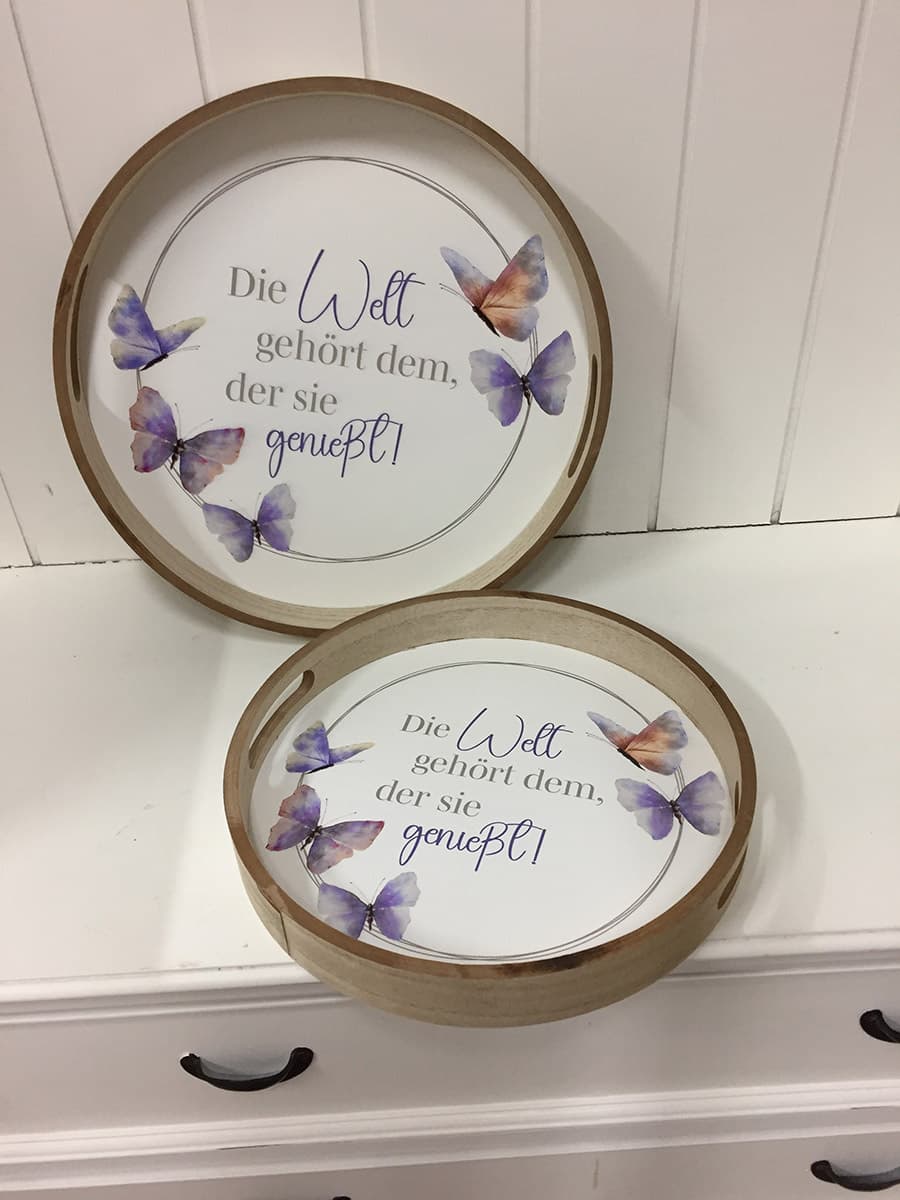 Die Welt
gehört dem,
der sie
genießt!
Die Welt
gehört dem,
der sie
genießt!